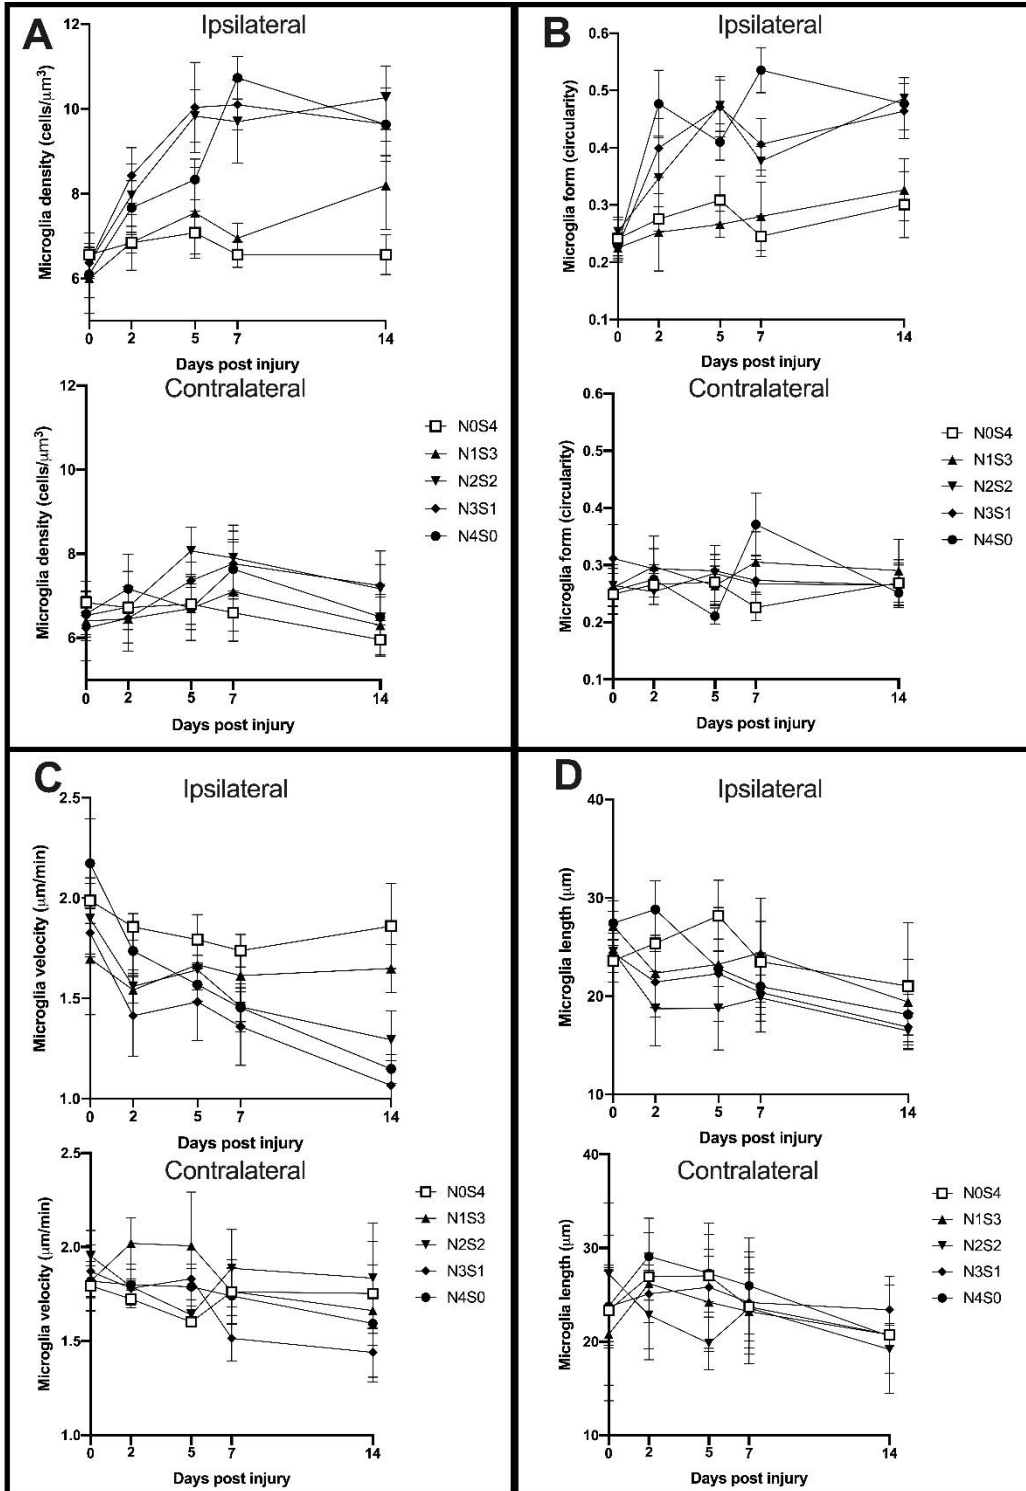 A
Ipsilateral
Microglia density (cells/μm³)
12
10
8
6
0 2 5 7 14
Days post injury
Contralateral
Microglia density (cells/μm³)
12
10
8
6
0 2 5 7 14
Days post injury
N0S4
N1S3
N2S2
N3S1
N4S0
B
Ipsilateral
Microglia form (circularity)
0.6
0.5
0.4
0.3
0.2
0.1
0 2 5 7 14
Days post injury
Contralateral
Microglia form (circularity)
0.6
0.5
0.4
0.3
0.2
0.1
0 2 5 7 14
Days post injury
N0S4
N1S3
N2S2
N3S1
N4S0
C
Ipsilateral
Microglia velocity (μm/min)
2.5
2.0
1.5
1.0
0 2 5 7 14
Days post injury
Contralateral
Microglia velocity (μm/min)
2.5
2.0
1.5
1.0
0 2 5 7 14
Days post injury
N0S4
N1S3
N2S2
N3S1
N4S0
D
Ipsilateral
Microglia length (μm)
40
30
20
10
0 2 5 7 14
Days post injury
Contralateral
Microglia length (μm)
40
30
20
10
0 2 5 7 14
Days post injury
N0S4
N1S3
N2S2
N3S1
N4S0